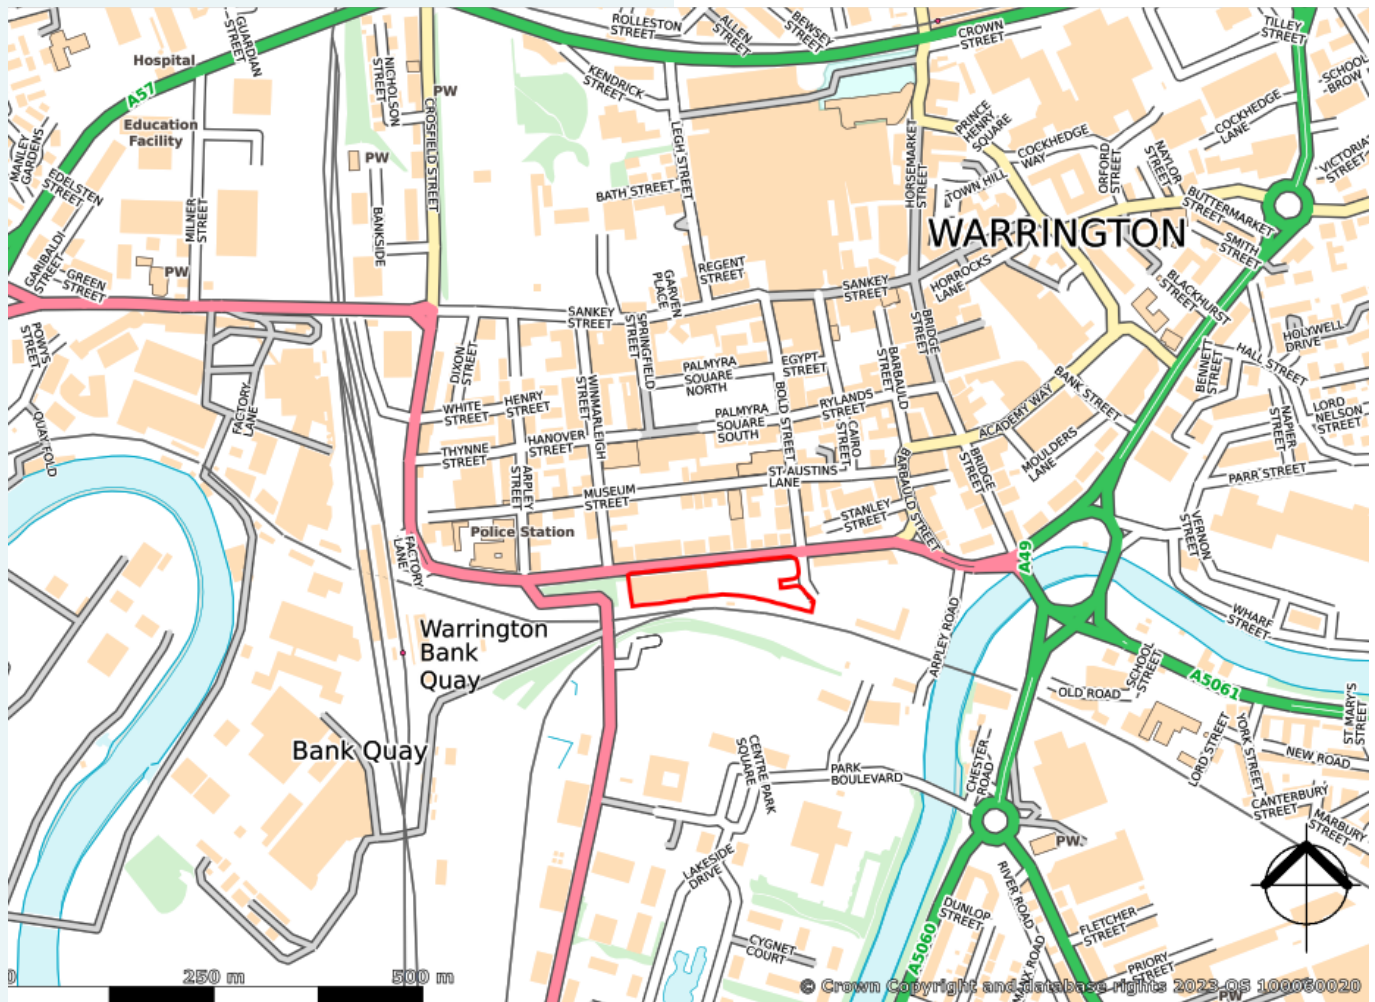 ROLLESTON
STREET
ALLEN
STREET
BEWSEY
STREET
CROWN
STREET
TILLEY
STREET
GUARDIAN
STREET
Hospital
NICHOLSON
STREET
KENDRICK
STREET
SCHOOL
BROW
A57
PW
CROSFIELD STREET
Education
Facility
PRINCE
HENRY
SQUARE
COCKHEDGE
WAY
COCKHEDGE
LANE
MANLEY
GARDENS
PW
LEGH STREET
HORSEMARKET
STREET
ORFORD
STREET
NAYLOR
STREET
VICTORIA
STREET
EDELSTEN
STREET
BATH STREET
TOWN HILL
BUTTERMARKET
STREET
MILNER
STREET
BANKSIDE
WARRINGTON
SMITH
STREET
GARIBALDI
STREET
GREEN
STREET
PW
REGENT
STREET
GARVEN
PLACE
SANKEY
STREET
HORROCKS
LANE
BLACKHURST
STREET
SANKEY
STREET
SPRINGFIELD
STREET
BRIDGE
STREET
POWYS
STREET
DIXON
STREET
HOLYWELL
DRIVE
HALL STREET
BENNETT
STREET
PALMYRA
SQUARE
NORTH
EGYPT
STREET
BARBAULD
STREET
BANK STREET
FACTORY
LANE
WHITE
STREET
HENRY
STREET
WINMARLEIGH
STREET
PALMYRA
SQUARE
SOUTH
BOLD STREET
RYLANDS
STREET
CAIRO
STREET
ACADEMY WAY
NAPIER
STREET
LORD
NELSON
STREET
QUAY FOLD
THYNNE
STREET
HANOVER
STREET
MOULDERS
LANE
BRIDGE
STREET
ARPLEY
STREET
ST AUSTINS
LANE
BARBAULD STREET
PARR STREET
MUSEUM
STREET
STANLEY
STREET
VERNON
STREET
Police Station
FACTORY
LANE
A49
WHARF
STREET
ARPLEY ROAD
Warrington
Bank
Quay
SCHOOL
STREET
OLD ROAD
A5061
ST MARY'S
STREET
Bank Quay
CENTRE PARK
SQUARE
PARK
BOULEVARD
CHESTER
ROAD
LORD STREET
YORK STREET
NEW ROAD
CANTERBURY
STREET
MARBURY
STREET
PW
LAKESIDE
DRIVE
RIVER ROAD
DUNLOP
STREET
FLETCHER
STREET
CYGNET
COURT
A5060
PRIORY
STREET
PW
0 250 m 500 m
© Crown Copyright and database rights 2023 OS 100060020